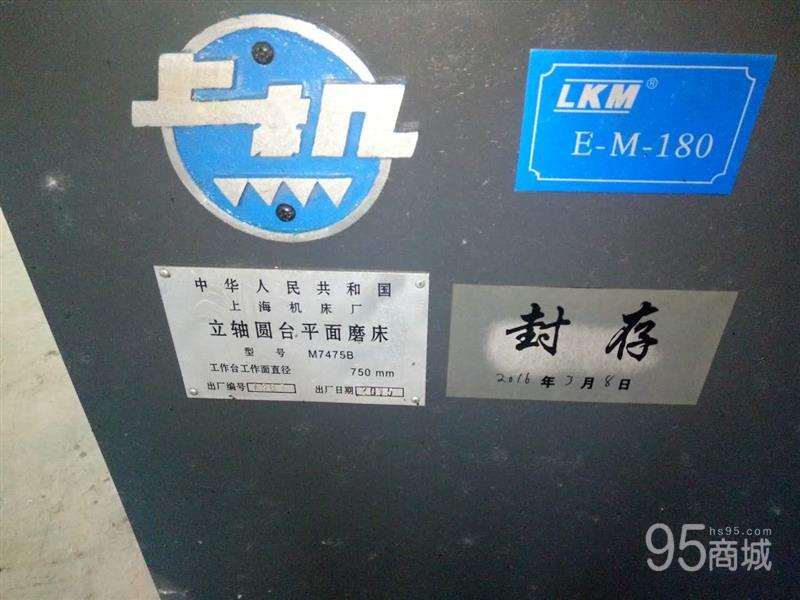 上机
LKM®
E-M-180
中华人民共和国
上海机床厂
立轴圆台平面磨床
型号 M7475B
工作台工作面直径 750 mm
出厂编号
出厂日期 2015
封存
2016年3月8日
hs95.com
95商城